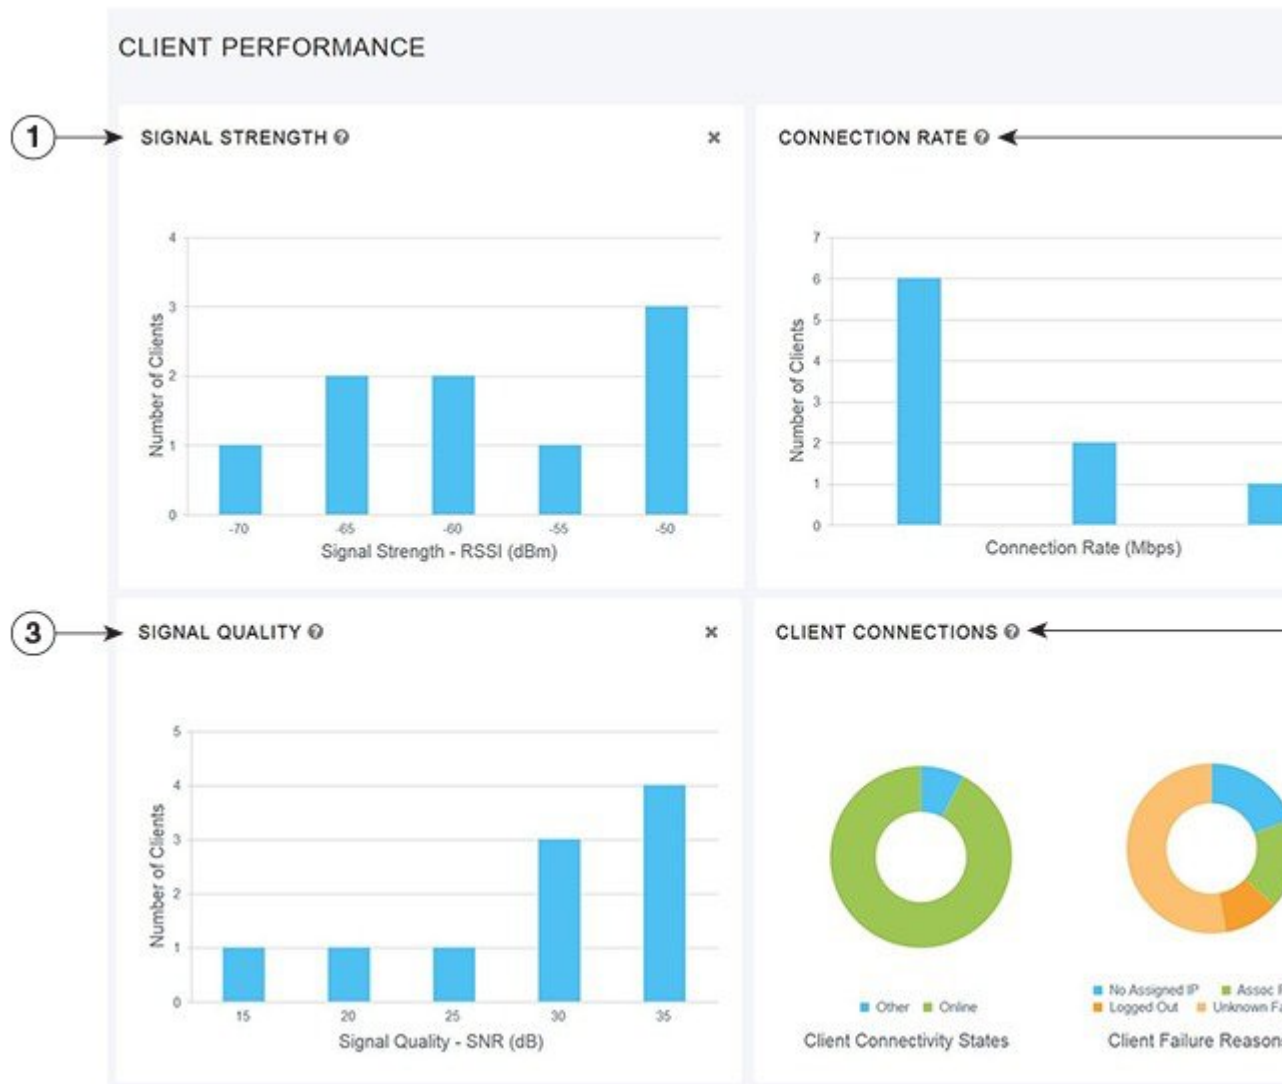 CLIENT PERFORMANCE
1
SIGNAL STRENGTH ?
×
4
3
2
1
0
Number of Clients
-70 -65 -60 -55 -50
Signal Strength - RSSI (dBm)
CONNECTION RATE ?
7
6
5
4
3
2
1
0
Number of Clients
Connection Rate (Mbps)
3
SIGNAL QUALITY ?
×
5
4
3
2
1
0
Number of Clients
15 20 25 30 35
Signal Quality - SNR (dB)
CLIENT CONNECTIONS ?
Other Online
Client Connectivity States
No Assigned IP Assoc
Logged Out Unknown
Client Failure Reason